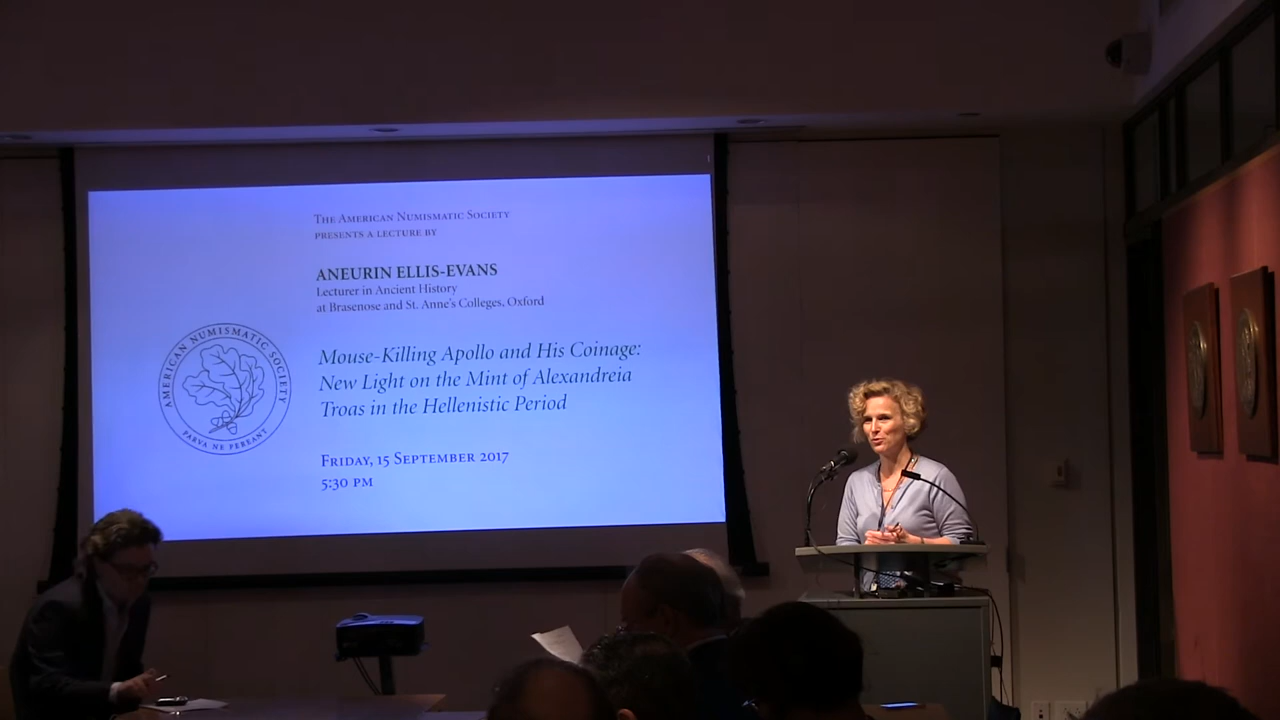 THE AMERICAN NUMISMATIC SOCIETY
PRESENTS A LECTURE BY
ANEURIN ELLIS-EVANS
Lecturer in Ancient History
at Brasenose and St. Anne's Colleges, Oxford
AMERICAN NUMISMATIC SOCIETY
PARVA NE PEREANT
Mouse-Killing Apollo and His Coinage:
New Light on the Mint of Alexandreia
Troas in the Hellenistic Period
FRIDAY, 15 SEPTEMBER 2017
5:30 PM